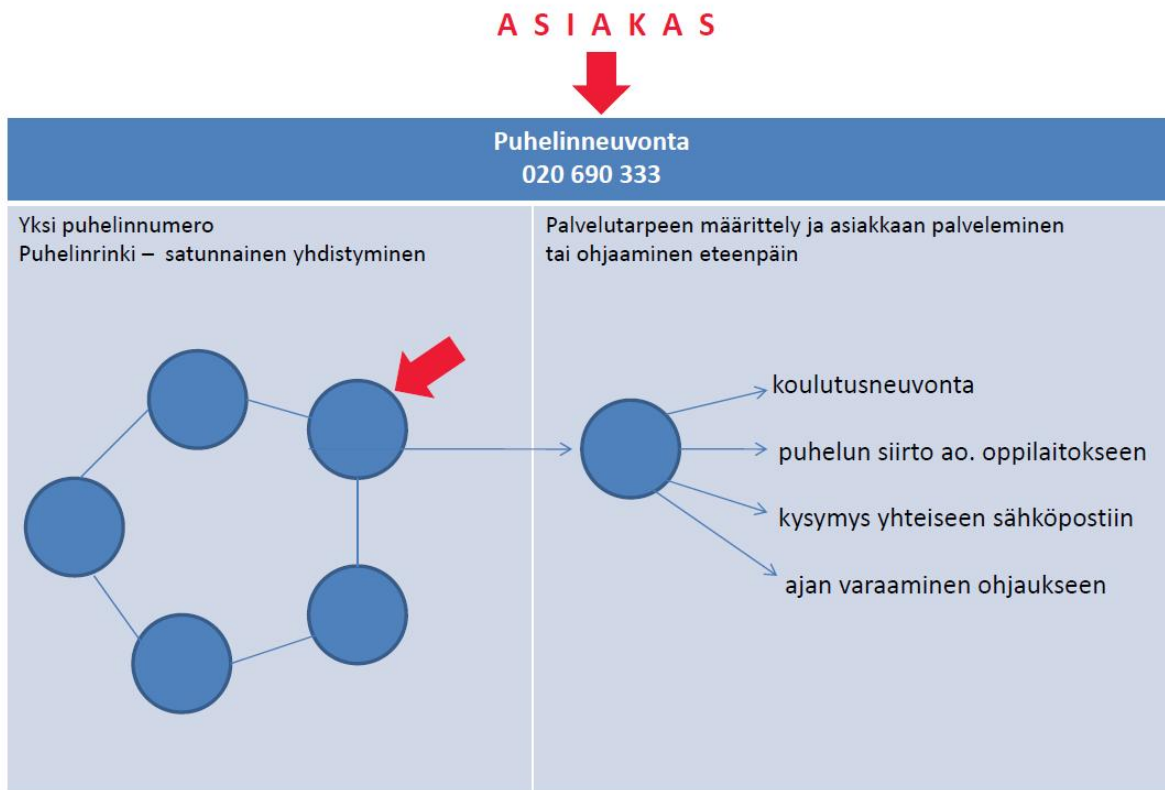 A S I A K A S
Puhelinneuvonta
020 690 333
Yksi puhelinnumero
Puhelinrinki – satunnainen yhdistyminen
Palvelutarpeen määrittely ja asiakkaan palveleminen
tai ohjaaminen eteenpäin
koulutusneuvonta
puhelun siirto ao. oppilaitokseen
kysymys yhteiseen sähköpostiin
ajan varaaminen ohjaukseen